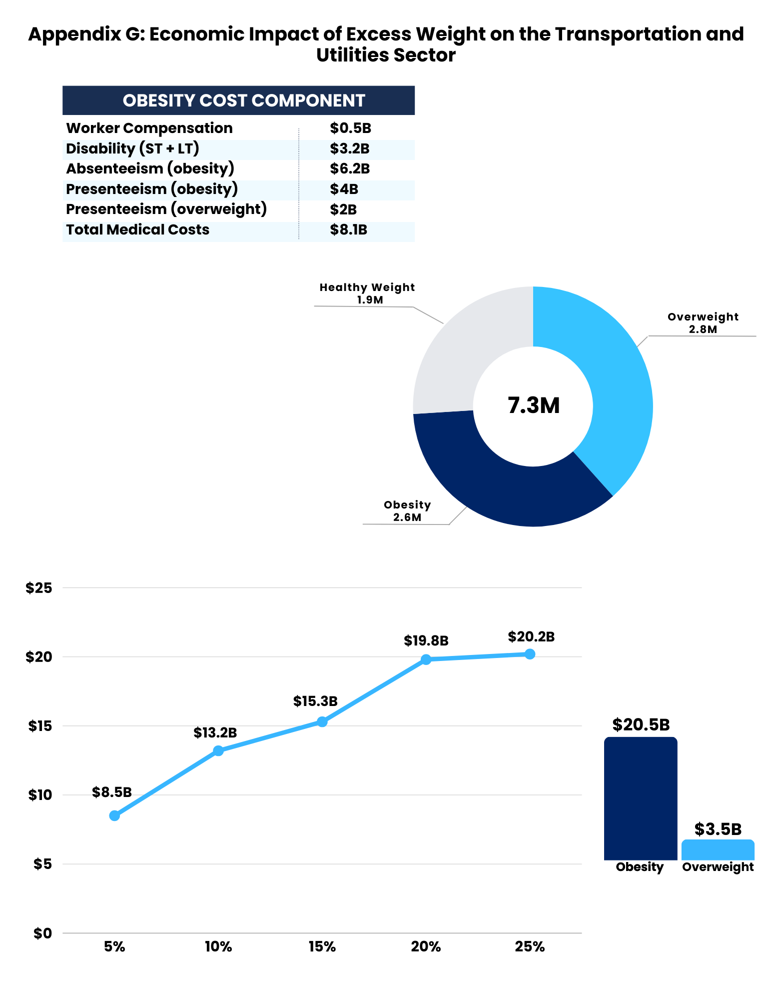 Appendix G: Economic Impact of Excess Weight on the Transportation and
Utilities Sector
OBESITY COST COMPONENT
Worker Compensation $0.5B
Disability (ST + LT) $3.2B
Absenteeism (obesity) $6.2B
Presenteeism (obesity) $4B
Presenteeism (overweight) $2B
Total Medical Costs $8.1B
Healthy Weight
1.9M
Overweight
2.8M
7.3M
Obesity
2.6M
$25
$20
$15
$10
$5
$0
$8.5B
$13.2B
$15.3B
$19.8B
$20.2B
5% 10% 15% 20% 25%
$20.5B
$3.5B
Obesity Overweight